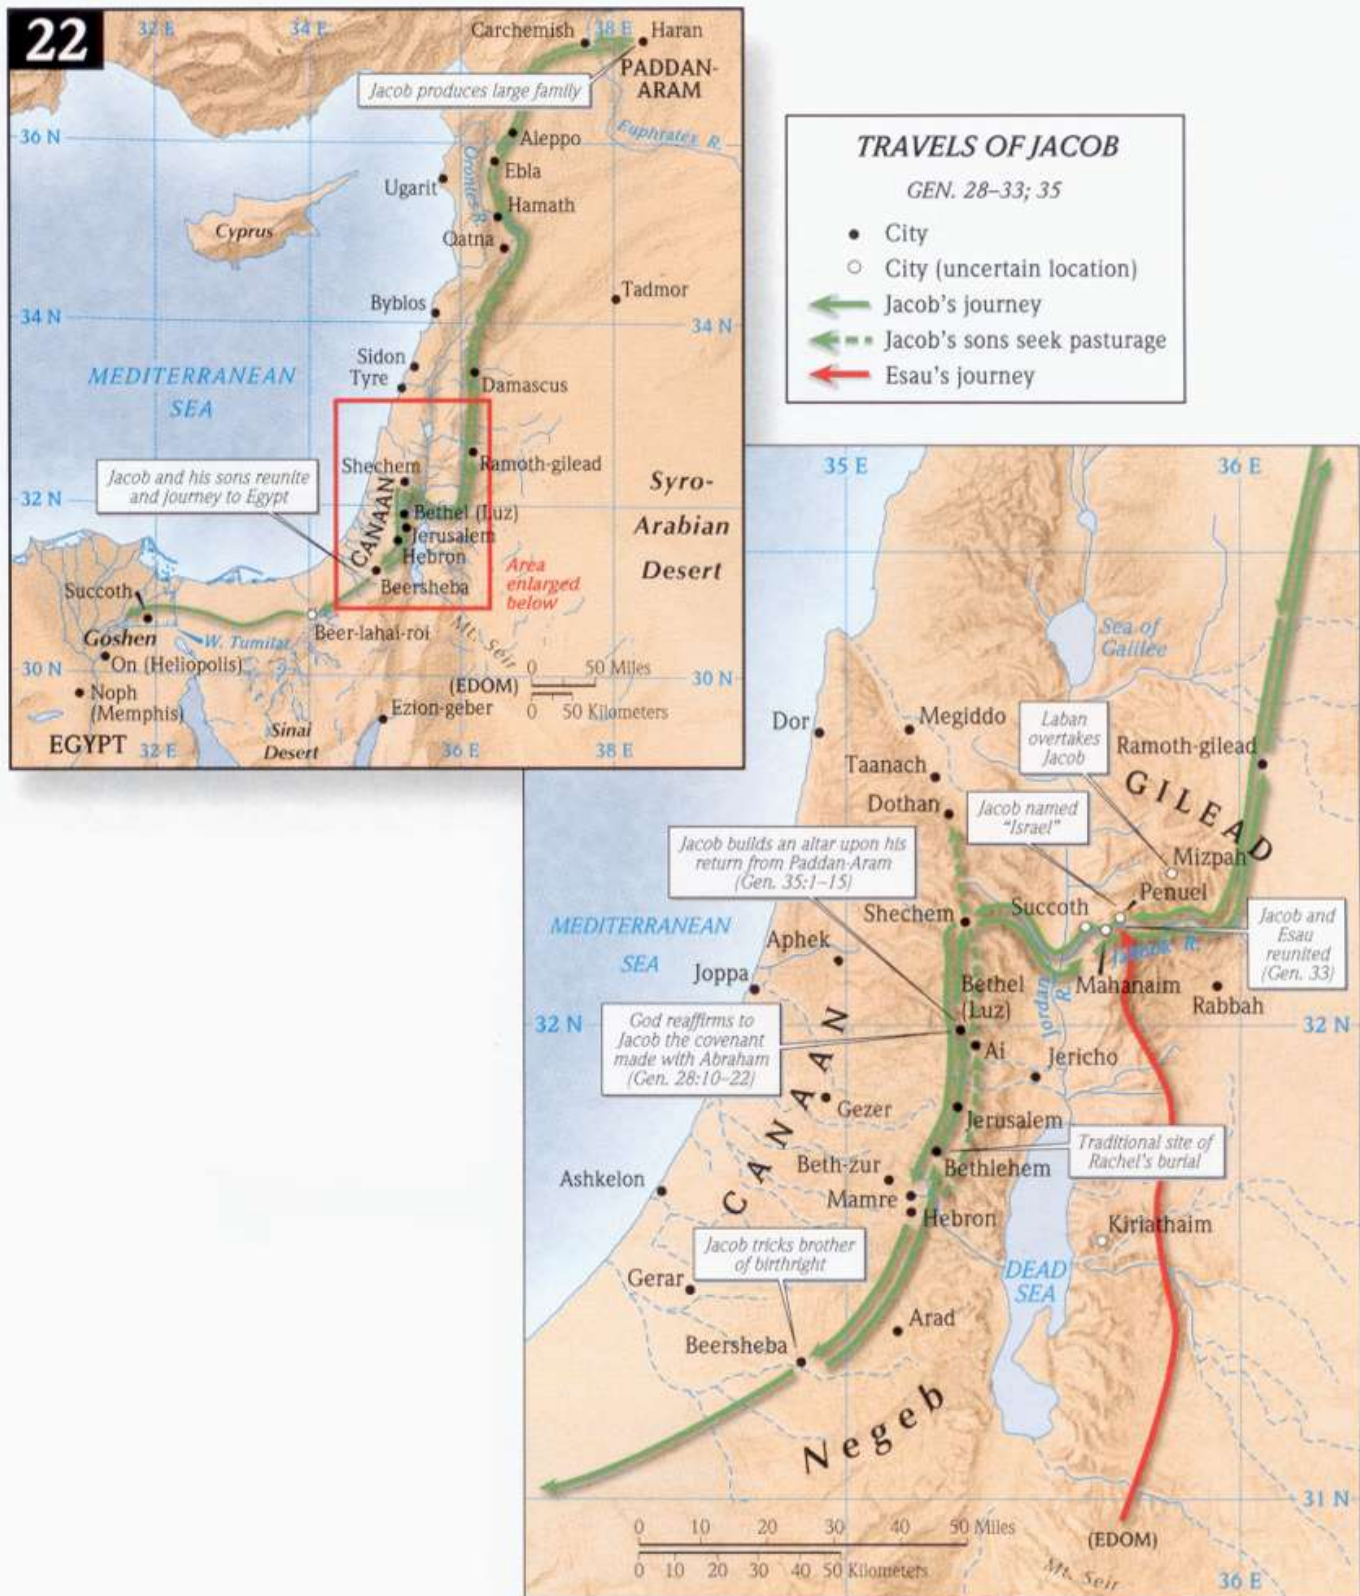 22
32 E
34 E
Carchemish
38 E
Haran
PADDAN-
ARAM
Jacob produces large family
36 N
Euphrates R.
Aleppo
Ebla
Orontes R.
Ugarit
Hamath
Cyprus
Qatna
Tadmor
Byblos
34 N
34 N
Sidon
Tyre
MEDITERRANEAN
SEA
Damascus
Jacob and his sons reunite
and journey to Egypt
Shechem
Ramoth-gilead
Syro-
Arabian
Desert
32 N
CANAAN
Bethel (Luz)
Jerusalem
Hebron
Beersheba
Area
enlarged
below
Succoth
Goshen
W. Tumilat
Beer-lahai-roi
Mt. Seir
On (Heliopolis)
30 N
30 N
(EDOM)
0 50 Miles
0 50 Kilometers
Noph
(Memphis)
Ezion-geber
EGYPT
32 E
Sinai
Desert
36 E
38 E
TRAVELS OF JACOB
GEN. 28–33; 35
City
City (uncertain location)
Jacob's journey
Jacob's sons seek pasturage
Esau's journey
35 E
36 E
Sea of
Galilee
Dor
Megiddo
Laban
overtakes
Jacob
Ramoth-gilead
Taanach
GILEAD
Dothan
Jacob named
"Israel"
Jacob builds an altar upon his
return from Paddan-Aram
(Gen. 35:1–15)
Mizpah
Penuel
Shechem
Succoth
Jacob and
Esau
reunited
(Gen. 33)
MEDITERRANEAN
SEA
Aphek
Jabbok R.
Joppa
Mahanaim
Rabbah
Bethel
(Luz)
Jordan R.
32 N
32 N
God reaffirms to
Jacob the covenant
made with Abraham
(Gen. 28:10–22)
CANAAN
Ai
Jericho
Gezer
Jerusalem
Traditional site of
Rachel's burial
Beth-zur
Bethlehem
Ashkelon
Mamre
Hebron
Kiriathaim
Jacob tricks brother
of birthright
Gerar
DEAD
SEA
Arad
Beersheba
Negeb
31 N
0 10 20 30 40 50 Miles
0 10 20 30 40 50 Kilometers
(EDOM)
Mt. Seir
36 E